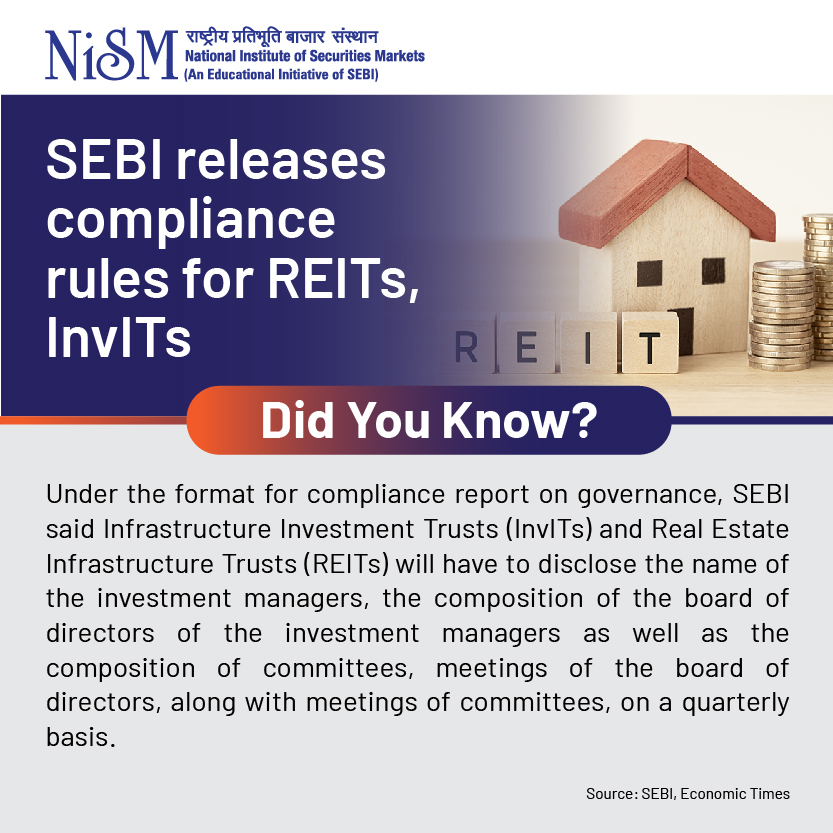 NiSM
राष्ट्रीय प्रतिभूति बाजार संस्थान
National Institute of Securities Markets
(An Educational Initiative of SEBI)
SEBI releases
compliance
rules for REITs,
InvITs
R E I T
Did You Know?
Under the format for compliance report on governance, SEBI
said Infrastructure Investment Trusts (InvITs) and Real Estate
Infrastructure Trusts (REITs) will have to disclose the name of
the investment managers, the composition of the board of
directors of the investment managers as well as the
composition of committees, meetings of the board of
directors, along with meetings of committees, on a quarterly
basis.
Source: SEBI, Economic Times